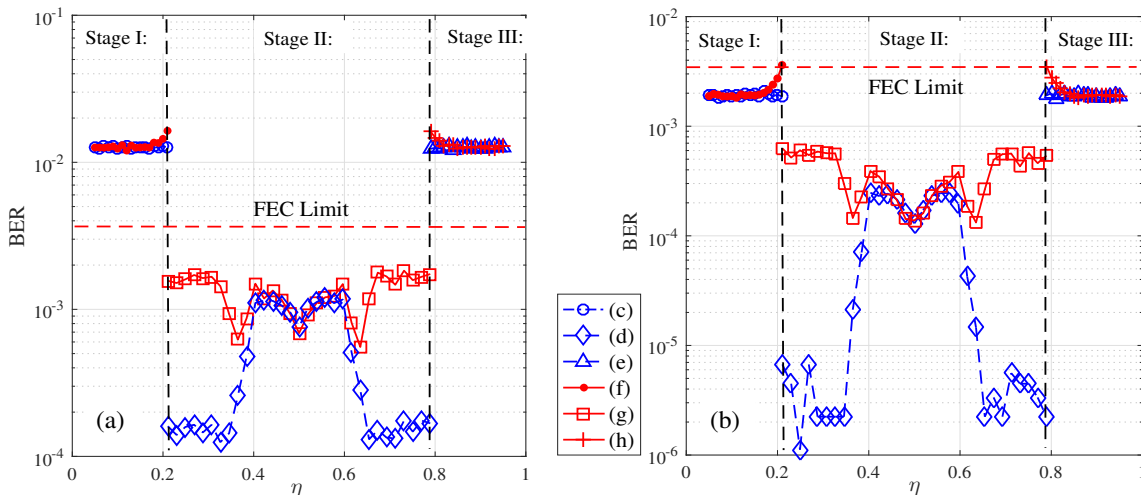 Stage I: Stage II: Stage III:
FEC Limit
(a)
BER
10^-1
10^-2
10^-3
10^-4
0 0.2 0.4 0.6 0.8 1
η
(c)
(d)
(e)
(f)
(g)
(h)
Stage I: Stage II: Stage III:
FEC Limit
(b)
BER
10^-2
10^-3
10^-4
10^-5
10^-6
0 0.2 0.4 0.6 0.8 1
η